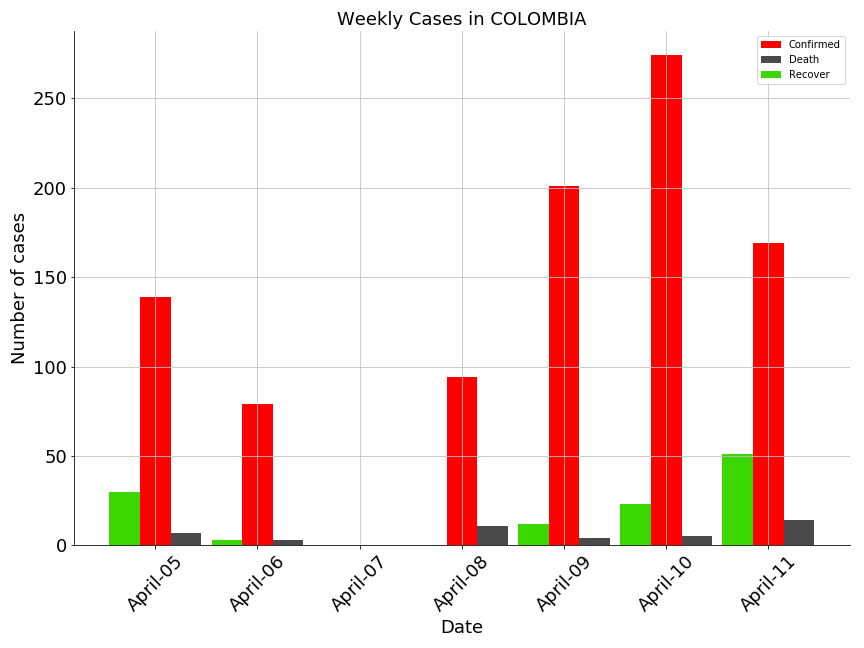 Weekly Cases in COLOMBIA
Confirmed
Death
Recover
Number of cases
250
200
150
100
50
0
April-05
April-06
April-07
April-08
April-09
April-10
April-11
Date